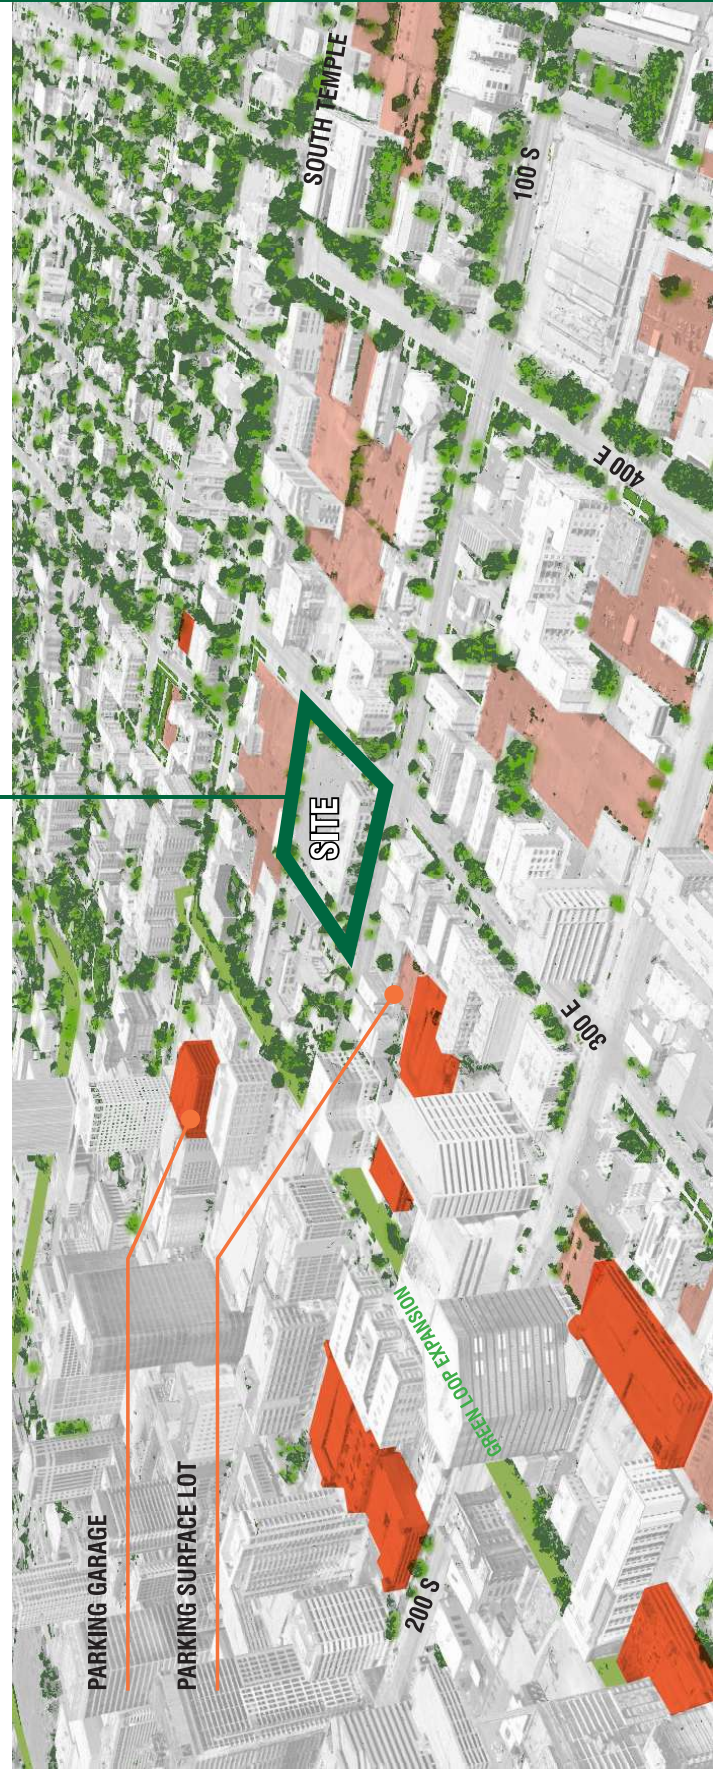 SOUTH TEMPLE
100 S
400 E
SITE
300 E
GREEN LOOP EXPANSION
200 S
PARKING GARAGE
PARKING SURFACE LOT